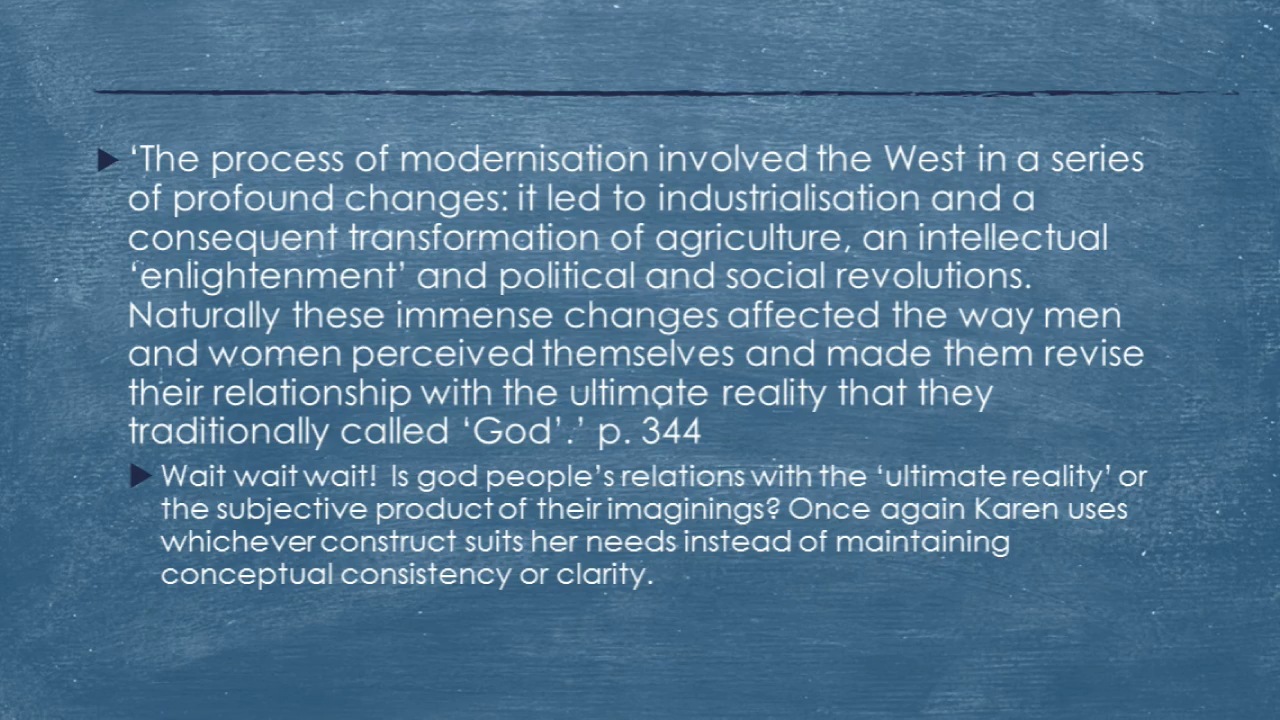 ‘The process of modernisation involved the West in a series
of profound changes: it led to industrialisation and a
consequent transformation of agriculture, an intellectual
‘enlightenment’ and political and social revolutions.
Naturally these immense changes affected the way men
and women perceived themselves and made them revise
their relationship with the ultimate reality that they
traditionally called ‘God’.’ p. 344
Wait wait wait! Is god people’s relations with the ‘ultimate reality’ or
the subjective product of their imaginings? Once again Karen uses
whichever construct suits her needs instead of maintaining
conceptual consistency or clarity.